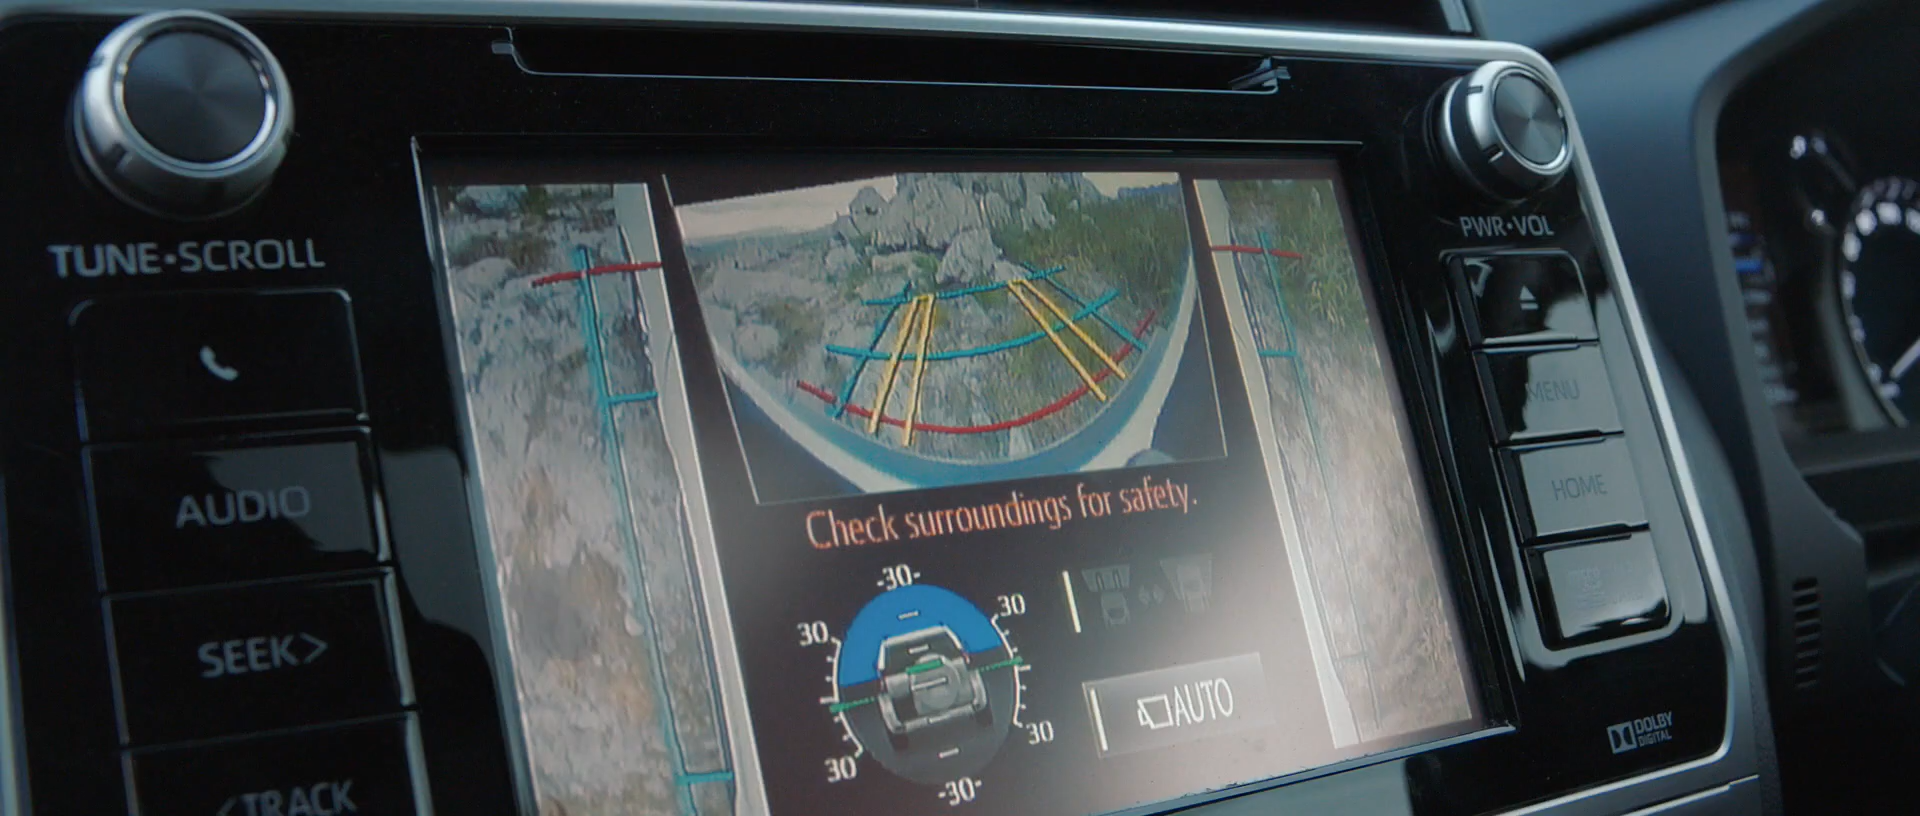 TUNE•SCROLL
PWR•VOL
MENU
AUDIO
HOME
Check surroundings for safety.
SEEK>
-30-
30
30
AUTO
30
30
-30-
<TRACK
DOLBY
DIGITAL